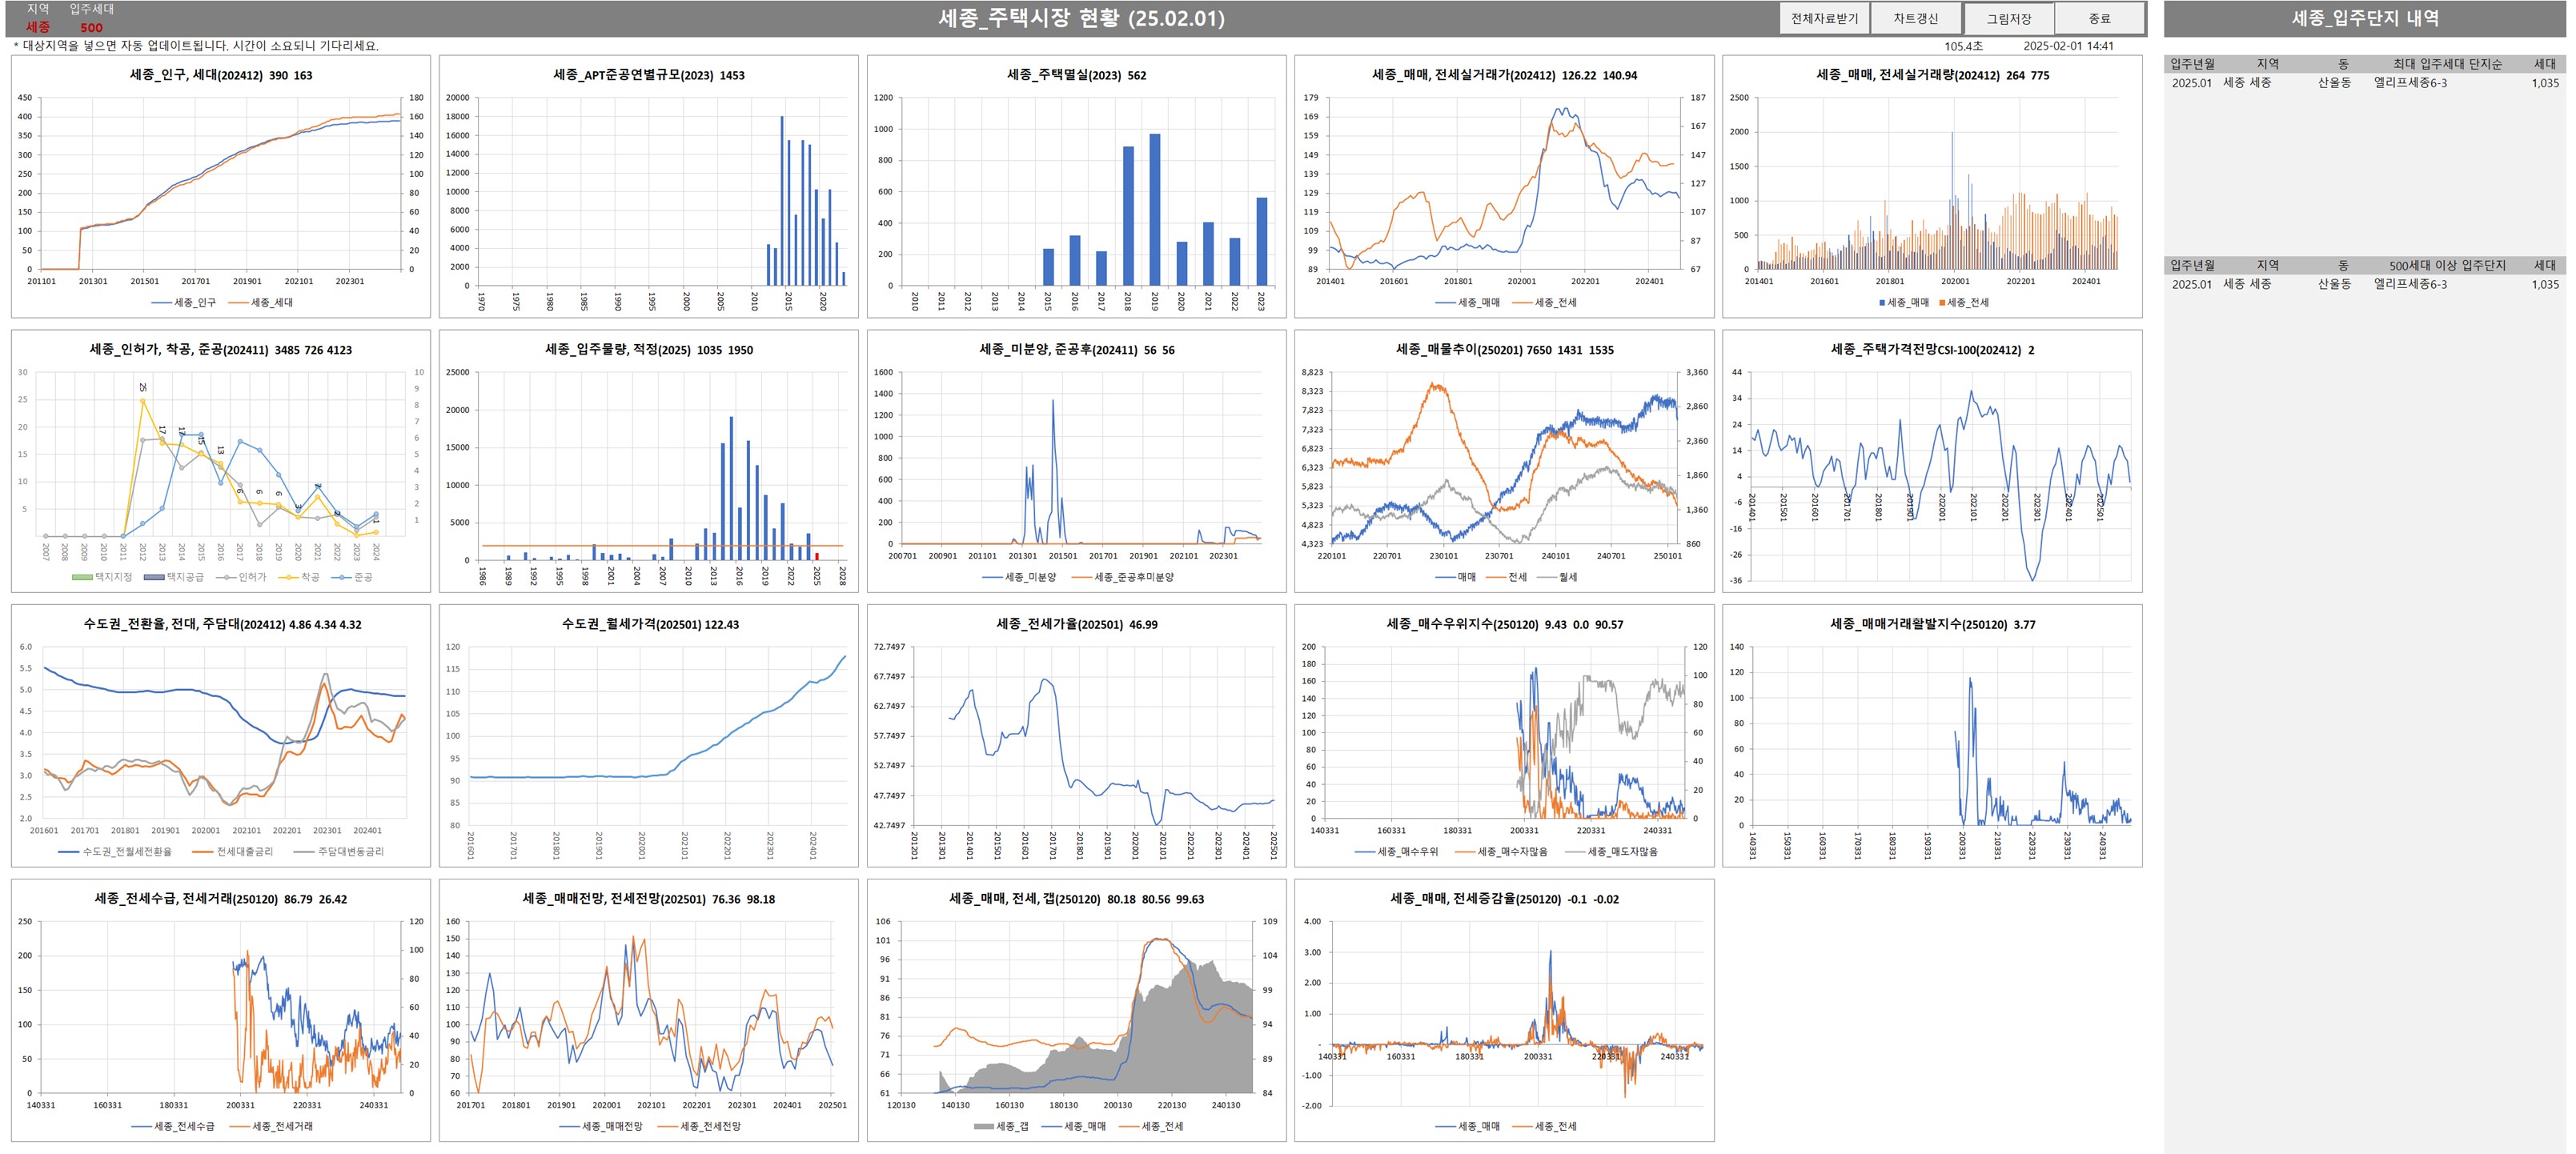 지역 입주세대
세종 500
세종_주택시장 현황 (25.02.01)
전체자료받기 차트갱신 그림저장 종료
* 대상지역을 넣으면 자동 업데이트됩니다. 시간이 소요되니 기다리세요.
105.4초 2025-02-01 14:41
세종_인구, 세대(202412) 390 163
450 400 350 300 250 200 150 100 50 0
180 160 140 120 100 80 60 40 20 0
201101 201301 201501 201701 201901 202101 202301
세종_인구 세종_세대
세종_APT준공연별규모(2023) 1453
20000 18000 16000 14000 12000 10000 8000 6000 4000 2000 0
1970 1975 1980 1985 1990 1995 2000 2005 2010 2015 2020
세종_주택멸실(2023) 562
1200 1000 800 600 400 200 0
2010 2011 2012 2013 2014 2015 2016 2017 2018 2019 2020 2021 2022 2023
세종_매매, 전세실거래가(202412) 126.22 140.94
179 169 159 149 139 129 119 109 99 89
187 167 147 127 107 87 67
201401 201601 201801 202001 202201 202401
세종_매매 세종_전세
세종_매매, 전세실거래량(202412) 264 775
2500 2000 1500 1000 500 0
201401 201601 201801 202001 202201 202401
세종_매매 세종_전세
세종_인허가, 착공, 준공(202411) 3485 726 4123
30 25 20 15 10 5
10 9 8 7 6 5 4 3 2 1
25 17 17 15 13 6 6 6 3 7 2 1
2007 2008 2009 2010 2011 2012 2013 2014 2015 2016 2017 2018 2019 2020 2021 2022 2023 2024
택지지정 택지공급 인허가 착공 준공
세종_입주물량, 적정(2025) 1035 1950
25000 20000 15000 10000 5000 0
1986 1989 1992 1995 1998 2001 2004 2007 2010 2013 2016 2019 2022 2025 2028
세종_미분양, 준공후(202411) 56 56
1600 1400 1200 1000 800 600 400 200 0
200701 200901 201101 201301 201501 201701 201901 202101 202301
세종_미분양 세종_준공후미분양
세종_매물추이(250201) 7650 1431 1535
8,823 8,323 7,823 7,323 6,823 6,323 5,823 5,323 4,823 4,323
3,360 2,860 2,360 1,860 1,360 860
220101 220701 230101 230701 240101 240701 250101
매매 전세 월세
세종_주택가격전망CSI-100(202412) 2
44 34 24 14 4 -6 -16 -26 -36
201401 201501 201601 201701 201801 201901 202001 202101 202201 202301 202401 202501
수도권_전환율, 전대, 주담대(202412) 4.86 4.34 4.32
6.0 5.5 5.0 4.5 4.0 3.5 3.0 2.5 2.0
201601 201701 201801 201901 202001 202101 202201 202301 202401
수도권_전월세전환율 전세대출금리 주담대변동금리
수도권_월세가격(202501) 122.43
120 115 110 105 100 95 90 85 80
201601 201701 201801 201901 202001 202101 202201 202301 202401
세종_전세가율(202501) 46.99
72.7497 67.7497 62.7497 57.7497 52.7497 47.7497 42.7497
201201 201301 201401 201501 201601 201701 201801 201901 202001 202101 202201 202301 202401 202501
세종_매수우위지수(250120) 9.43 0.0 90.57
200 180 160 140 120 100 80 60 40 20 0
120 100 80 60 40 20 0
140331 160331 180331 200331 220331 240331
세종_매수우위 세종_매수자많음 세종_매도자많음
세종_매매거래활발지수(250120) 3.77
140 120 100 80 60 40 20 0
140331 150331 160331 170331 180331 190331 200331 210331 220331 230331 240331
세종_전세수급, 전세거래(250120) 86.79 26.42
250 200 150 100 50 0
120 100 80 60 40 20 0
140331 160331 180331 200331 220331 240331
세종_전세수급 세종_전세거래
세종_매매전망, 전세전망(202501) 76.36 98.18
160 150 140 130 120 110 100 90 80 70 60
201701 201801 201901 202001 202101 202201 202301 202401 202501
세종_매매전망 세종_전세전망
세종_매매, 전세, 갭(250120) 80.18 80.56 99.63
106 101 96 91 86 81 76 71 66 61
109 104 99 94 89 84
120130 140130 160130 180130 200130 220130 240130
세종_갭 세종_매매 세종_전세
세종_매매, 전세증감율(250120) -0.1 -0.02
4.00 3.00 2.00 1.00 - -1.00 -2.00
140331 160331 180331 200331 220331 240331
세종_매매 세종_전세
세종_입주단지 내역
입주년월 지역 동 최대 입주세대 단지순 세대
2025.01 세종 세종 산울동 엘리프세종6-3 1,035
입주년월 지역 동 500세대 이상 입주단지 세대
2025.01 세종 세종 산울동 엘리프세종6-3 1,035